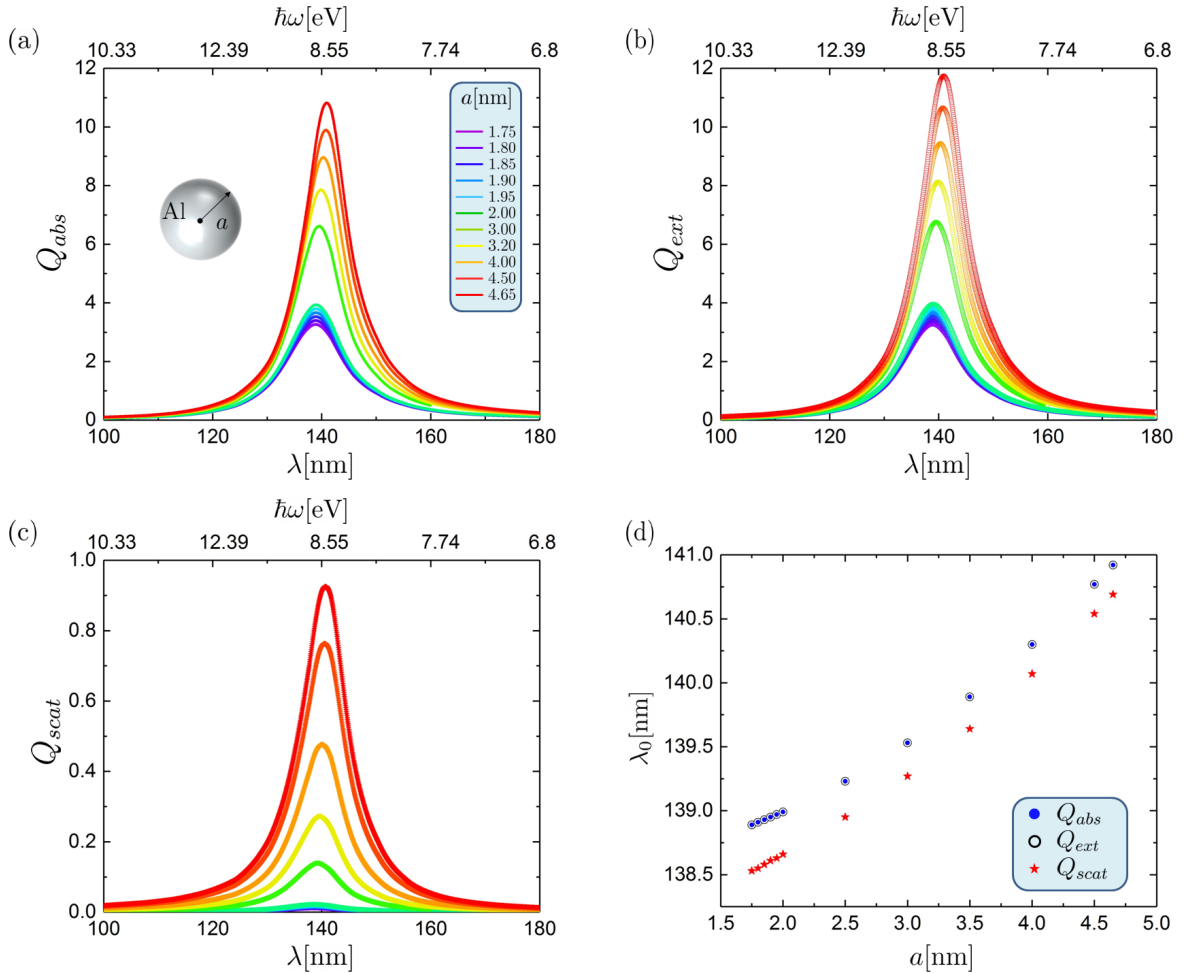 (a)
ħω[eV]
10.33 12.39 8.55 7.74 6.8
12
10
8
6
4
2
0
Q_abs
Al
a
a[nm]
1.75
1.80
1.85
1.90
1.95
2.00
3.00
3.20
4.00
4.50
4.65
100 120 140 160 180
λ[nm]
(b)
ħω[eV]
10.33 12.39 8.55 7.74 6.8
12
10
8
6
4
2
0
Q_ext
100 120 140 160 180
λ[nm]
(c)
ħω[eV]
10.33 12.39 8.55 7.74 6.8
1.0
0.8
0.6
0.4
0.2
0.0
Q_scat
100 120 140 160 180
λ[nm]
(d)
141.0
140.5
140.0
139.5
139.0
138.5
λ₀[nm]
Q_abs
Q_ext
Q_scat
1.5 2.0 2.5 3.0 3.5 4.0 4.5 5.0
a[nm]